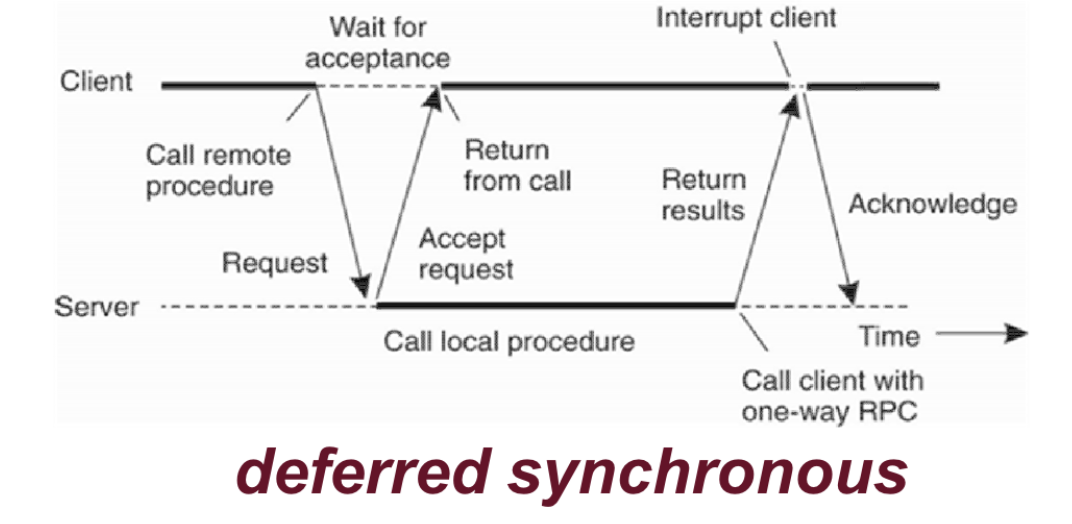 Interrupt client
Wait for
acceptance
Client
Call remote
procedure
Return
from call
Return
results
Acknowledge
Request
Accept
request
Server
Call local procedure
Time
Call client with
one-way RPC
deferred synchronous